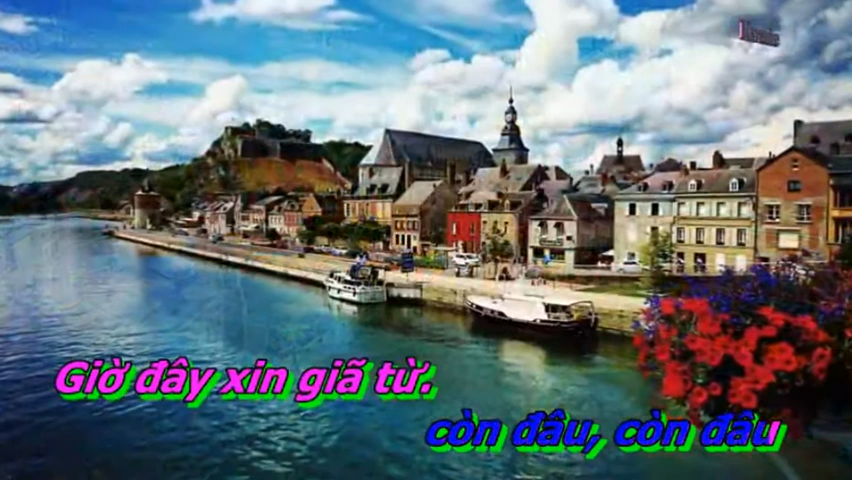 Giờ đây xin giã từ.
còn đâu, còn đâu